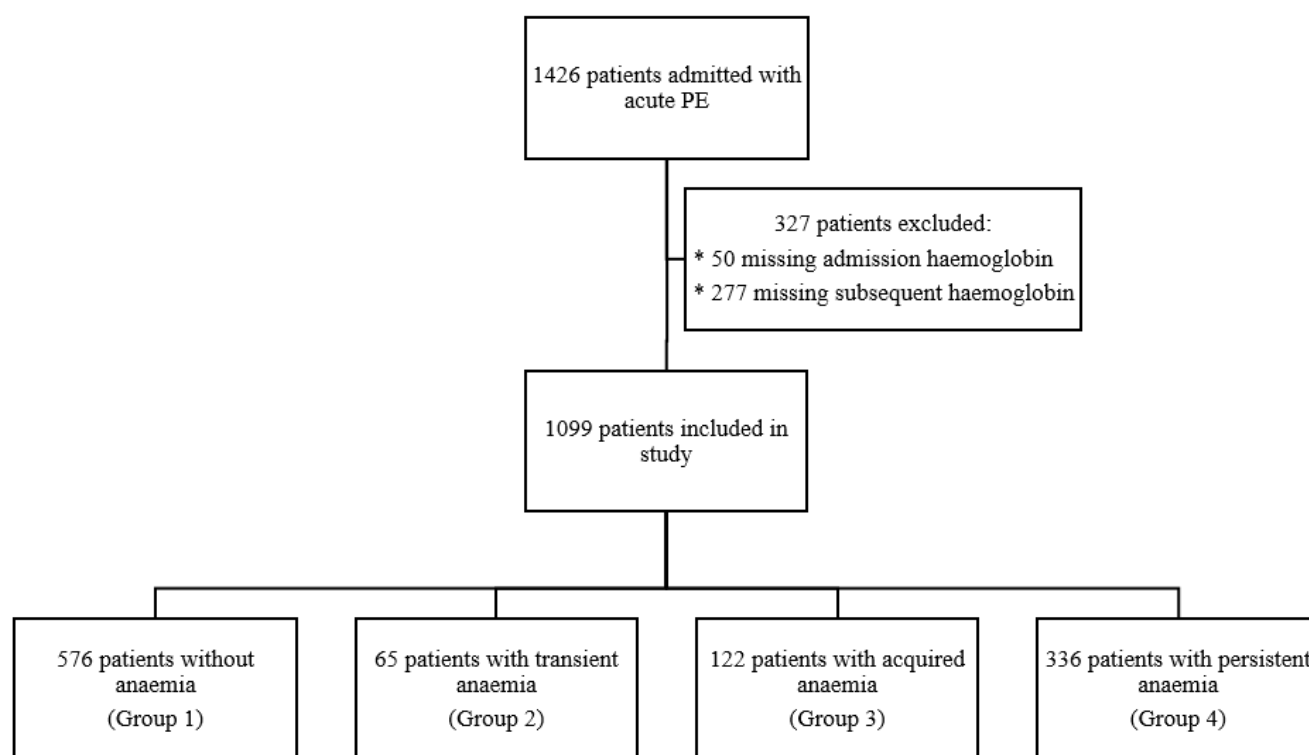 1426 patients admitted with
acute PE
327 patients excluded:
* 50 missing admission haemoglobin
* 277 missing subsequent haemoglobin
1099 patients included in
study
576 patients without
anaemia
(Group 1)
65 patients with transient
anaemia
(Group 2)
122 patients with acquired
anaemia
(Group 3)
336 patients with persistent
anaemia
(Group 4)